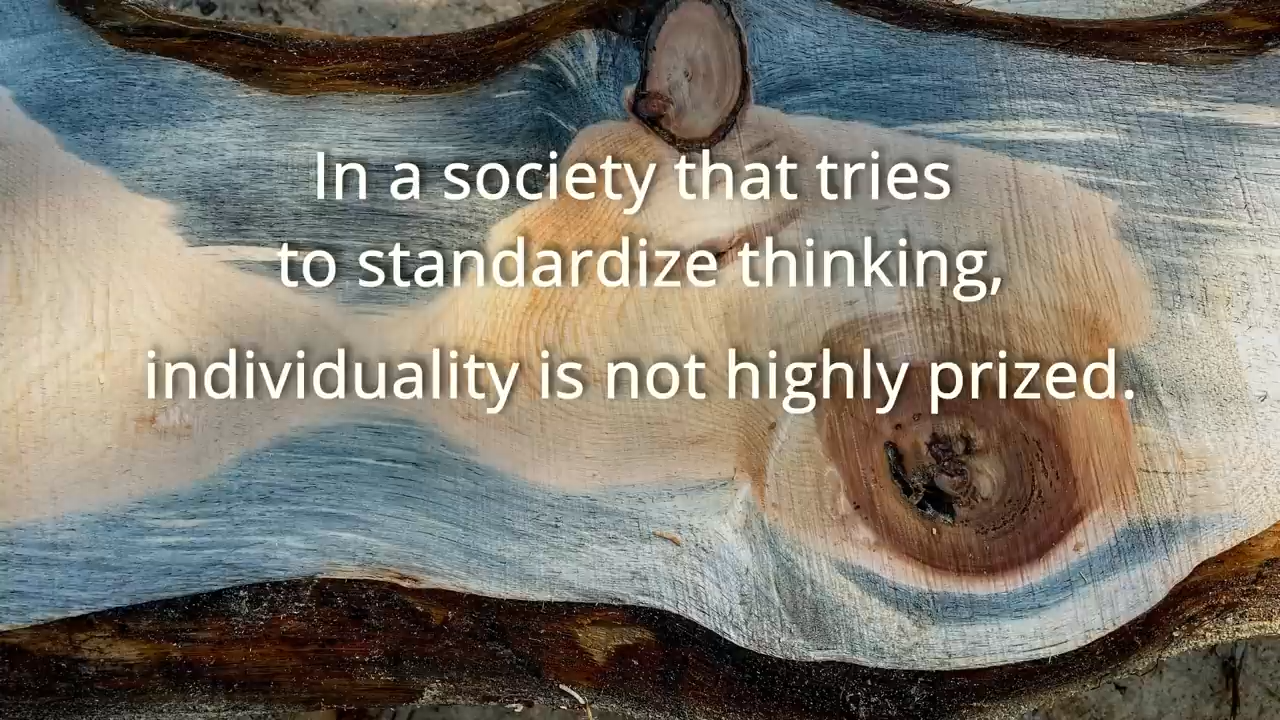 In a society that tries
to standardize thinking,
individuality is not highly prized.